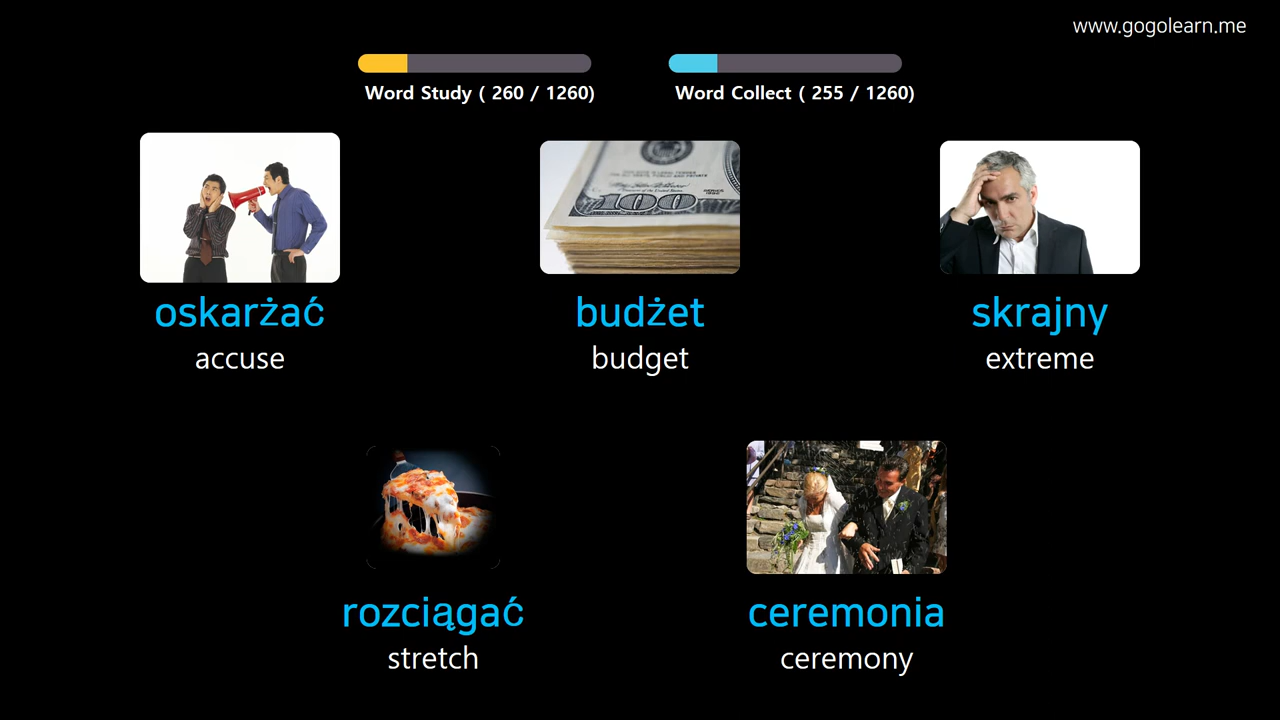 www.gogolearn.me
Word Study ( 260 / 1260)
Word Collect ( 255 / 1260)
oskarżać
accuse
budżet
budget
100
skrajny
extreme
rozciągać
stretch
ceremonia
ceremony